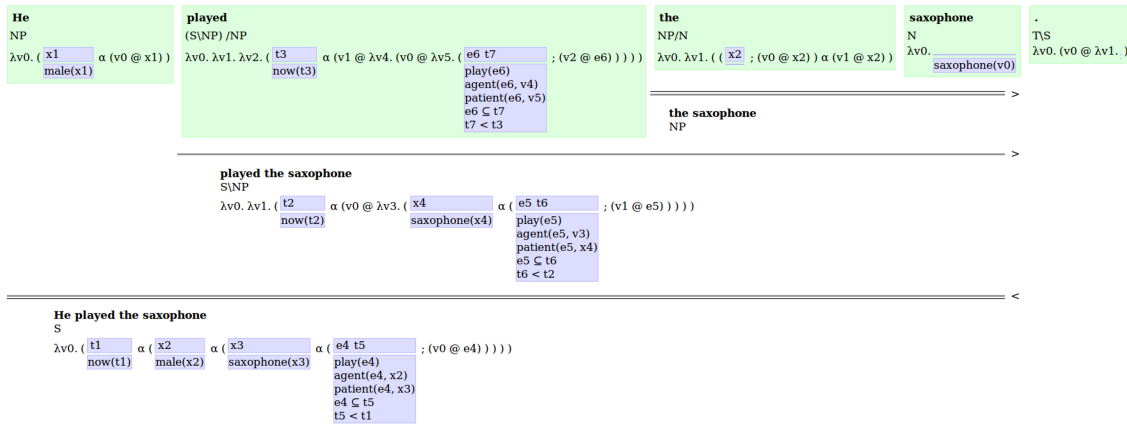 He played the saxophone .
NP (S\NP) /NP NP/N N T\S
λv0. ( x1 α (v0 @ x1) ) λv0. λv1. λv2. ( t3 α (v1 @ λv4. (v0 @ λv5. ( e6 t7 ; (v2 @ e6) ) ) ) ) λv0. λv1. ( ( x2 ; (v0 @ x2) ) α (v1 @ x2) ) λv0. λv0. (v0 @ λv1.
male(x1) now(t3) play(e6) saxophone(v0)
agent(e6, v4)
patient(e6, v5)
e6 ⊆ t7
t7 < t3
>
the saxophone
NP
>
played the saxophone
S\NP
λv0. λv1. ( t2 α (v0 @ λv3. ( x4 α ( e5 t6 ; (v1 @ e5) ) ) ) )
now(t2) saxophone(x4) play(e5)
agent(e5, v3)
patient(e5, x4)
e5 ⊆ t6
t6 < t2
<
He played the saxophone
S
λv0. ( t1 α ( x2 α ( x3 α ( e4 t5 ; (v0 @ e4) ) ) ) )
now(t1) male(x2) saxophone(x3) play(e4)
agent(e4, x2)
patient(e4, x3)
e4 ⊆ t5
t5 < t1